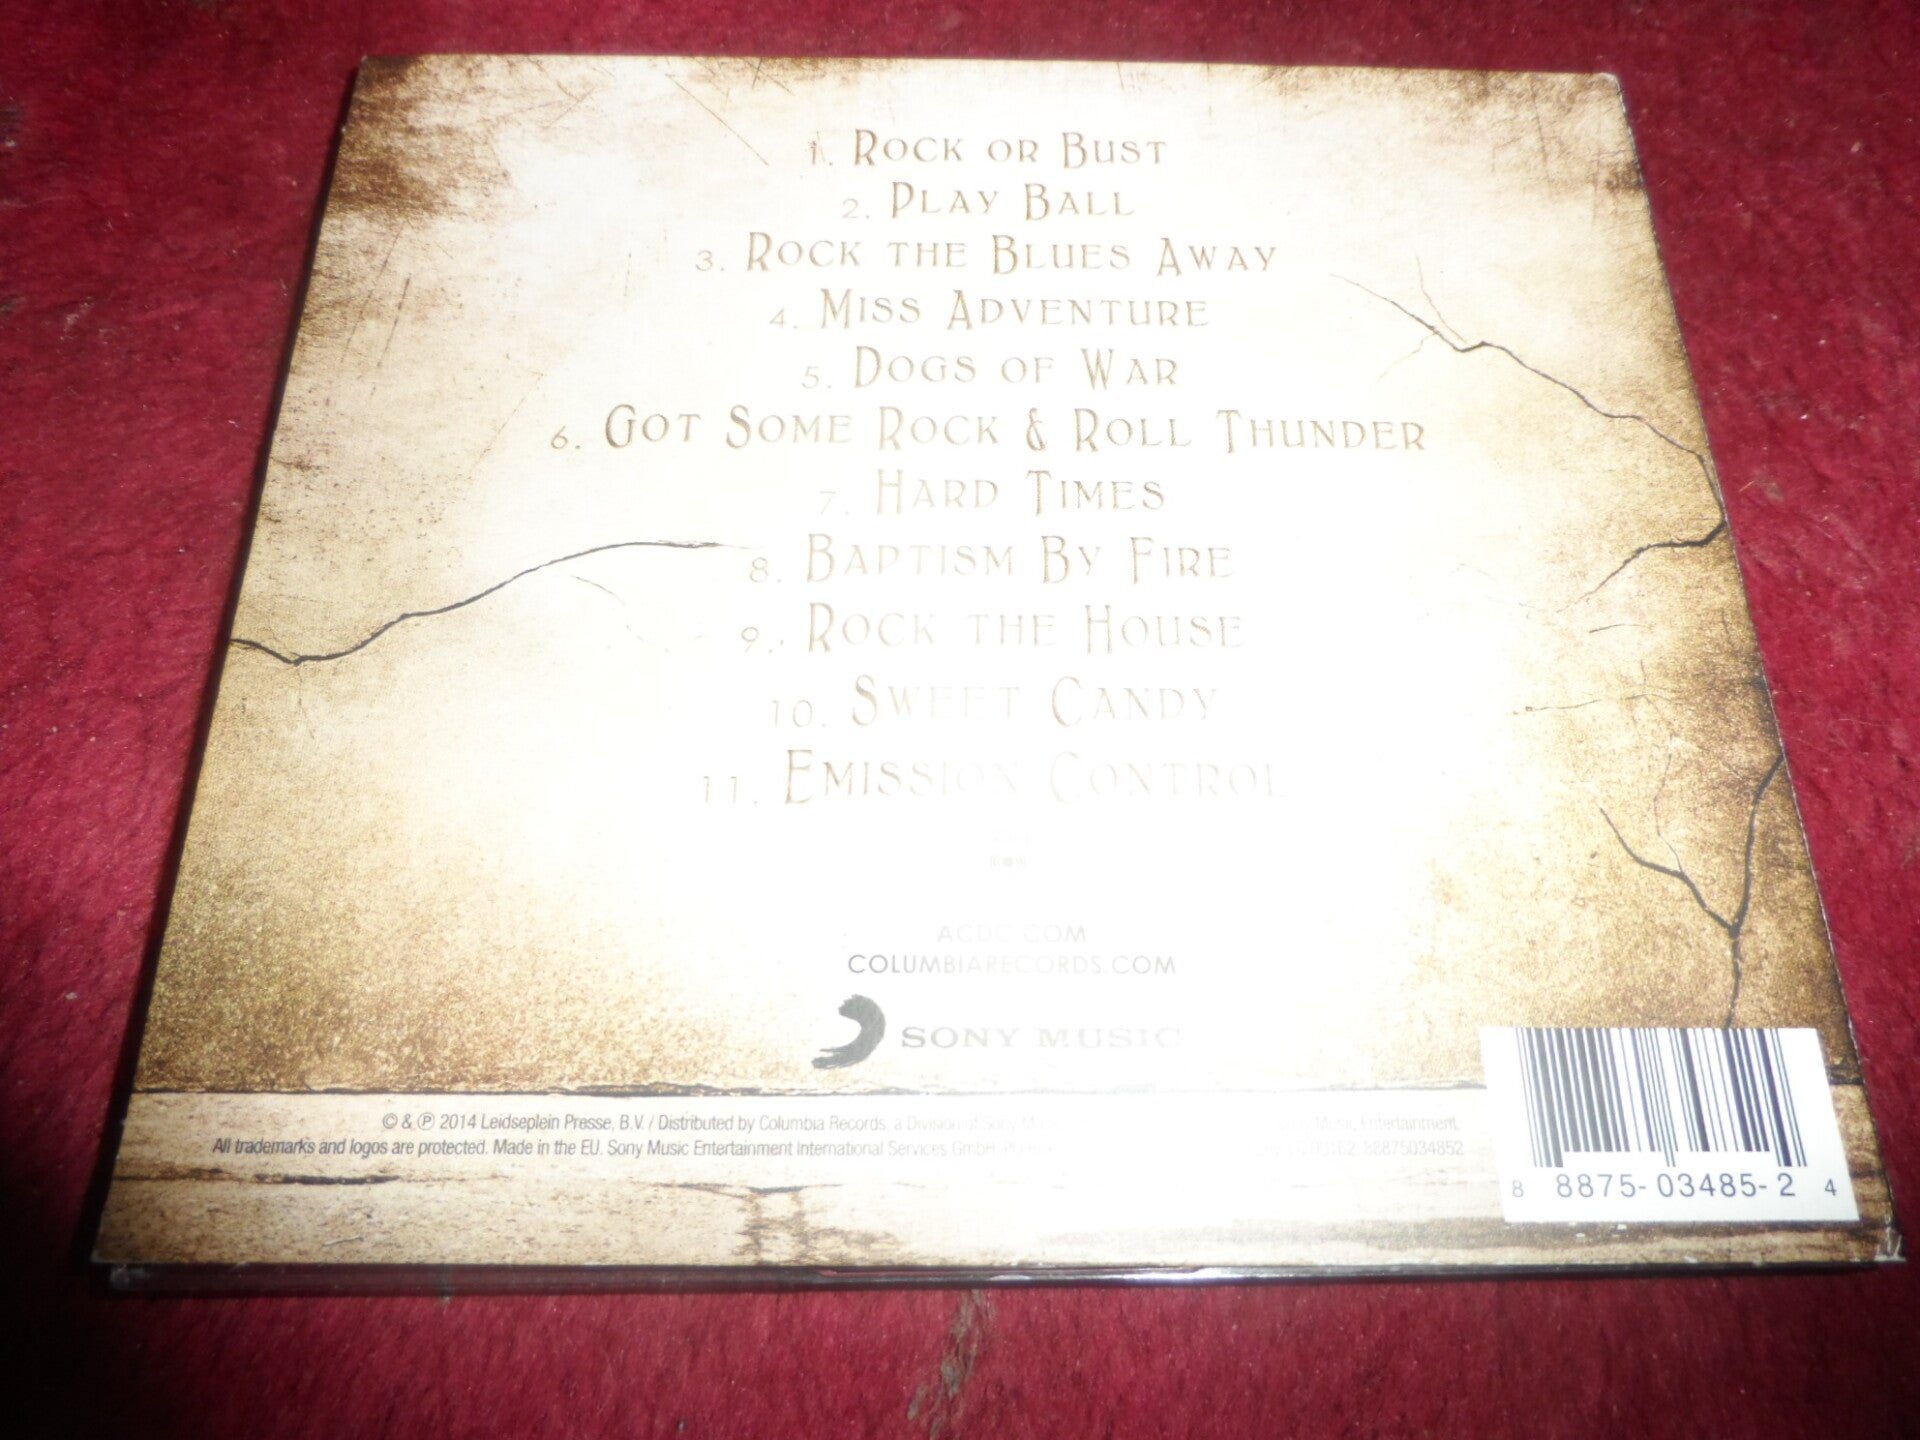 1. Rock or Bust
2. Play Ball
3. Rock the Blues Away
4. Miss Adventure
5. Dogs of War
6. Got Some Rock & Roll Thunder
7. Hard Times
8. Baptism By Fire
9. Rock the House
10. Sweet Candy
11. Emission Control
ACDC.COM
COLUMBIARECORDS.COM
SONY MUSIC
© & ℗ 2014 Leidseplein Presse, B.V. / Distributed by Columbia Records, a Division of Sony Music Entertainment.
All trademarks and logos are protected. Made in the EU. Sony Music Entertainment International Services GmbH, 88875034852
8 8875-03485-2 4